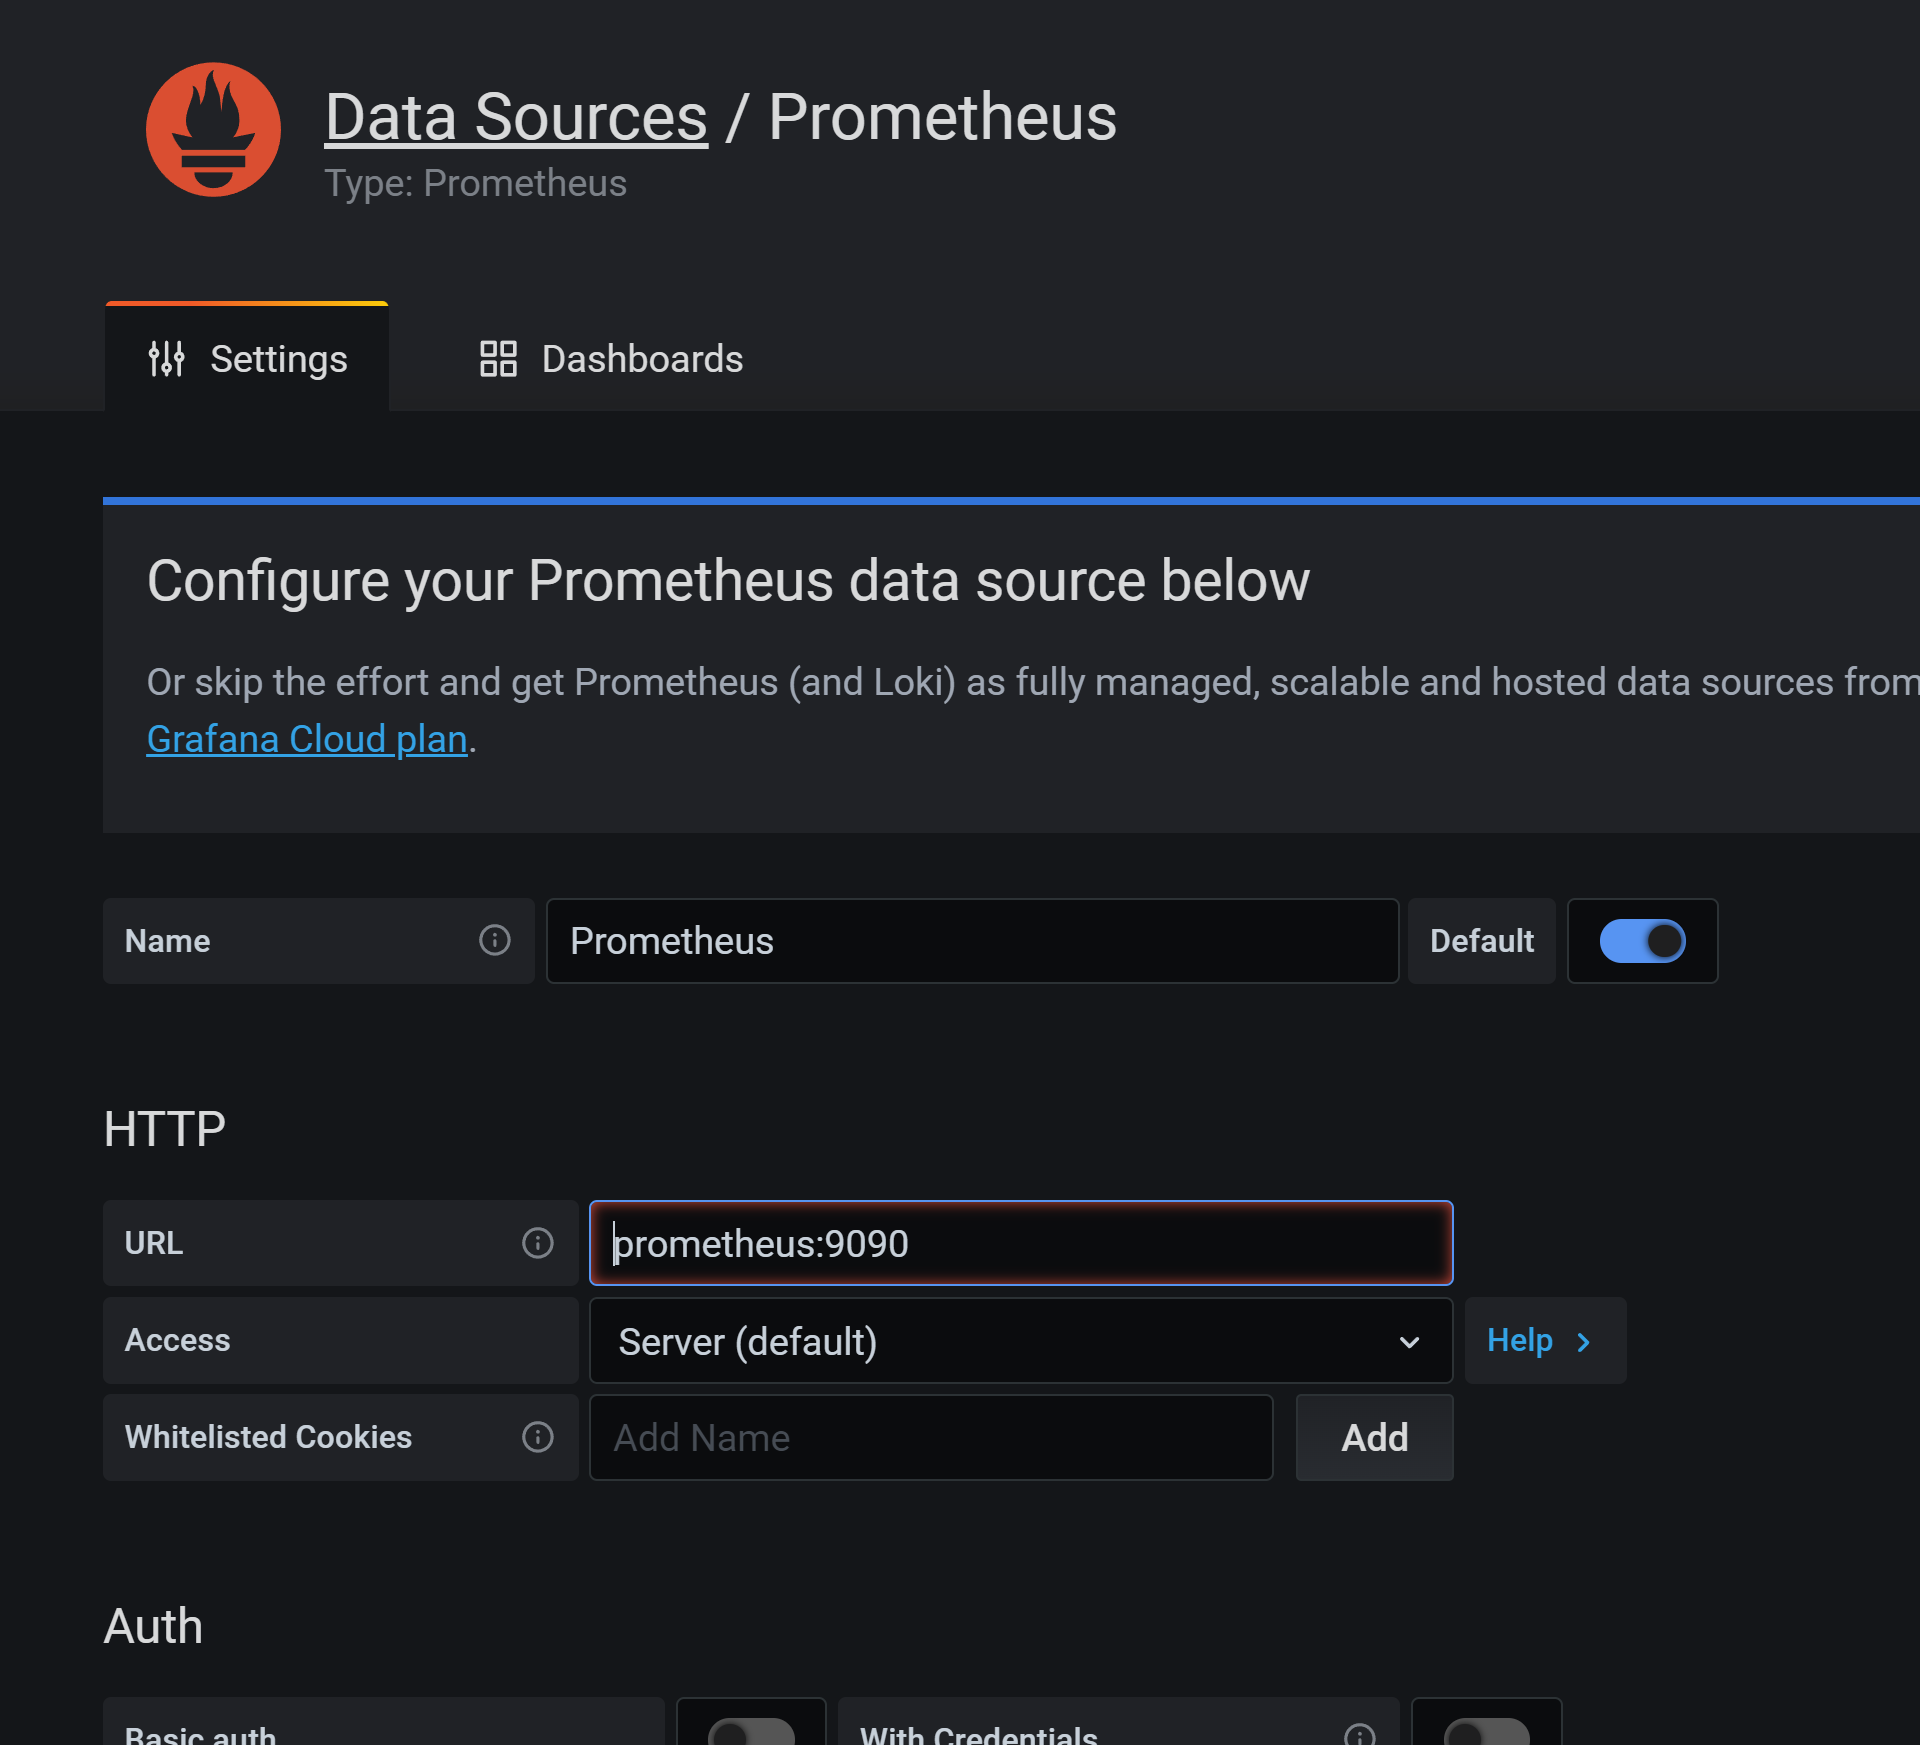 Data Sources / Prometheus
Type: Prometheus
Settings
Dashboards
Configure your Prometheus data source below
Or skip the effort and get Prometheus (and Loki) as fully managed, scalable and hosted data sources from
Grafana Cloud plan.
Name
Prometheus
Default
HTTP
URL
prometheus:9090
Access
Server (default)
Help
Whitelisted Cookies
Add Name
Add
Auth
Basic auth
With Credentials